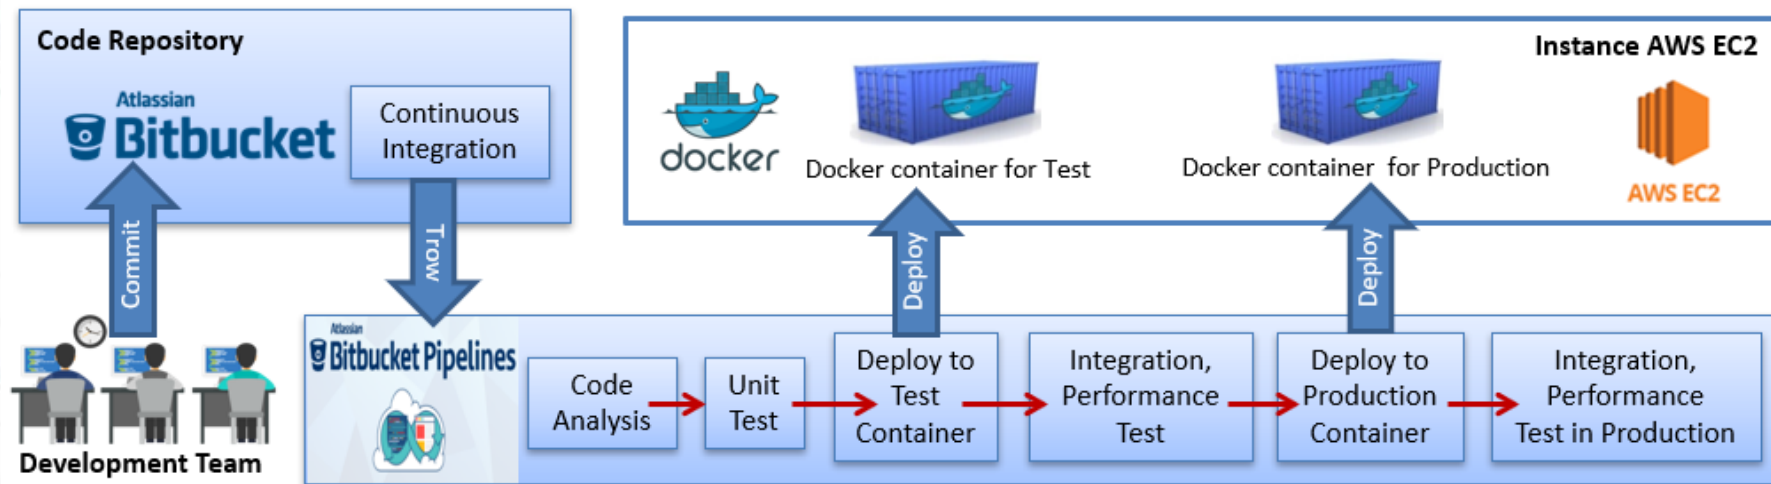 Code Repository
Atlassian
Bitbucket
Continuous
Integration
Commit
Trow
Development Team
Instance AWS EC2
docker
Docker container for Test
Docker container for Production
AWS EC2
Deploy
Deploy
Atlassian
Bitbucket Pipelines
Code
Analysis
Unit
Test
Deploy to
Test
Container
Integration,
Performance
Test
Deploy to
Production
Container
Integration,
Performance
Test in Production